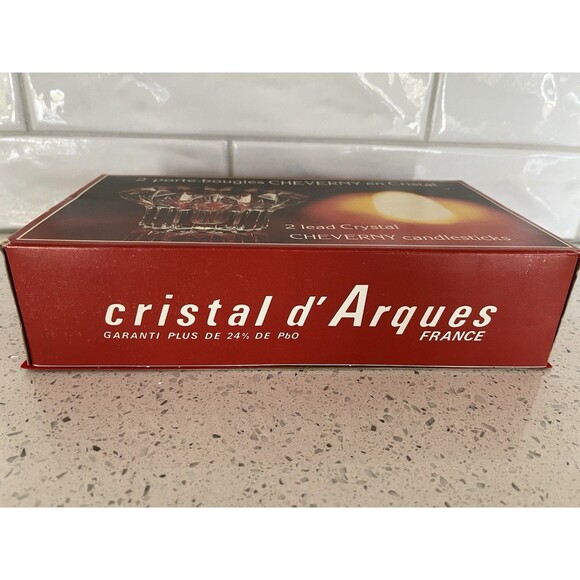 2 porte-bougies CHEVERNY en Cristal
2 lead Crystal
CHEVERNY candlesticks
cristal d'Arques
GARANTI PLUS DE 24% DE PbO
FRANCE